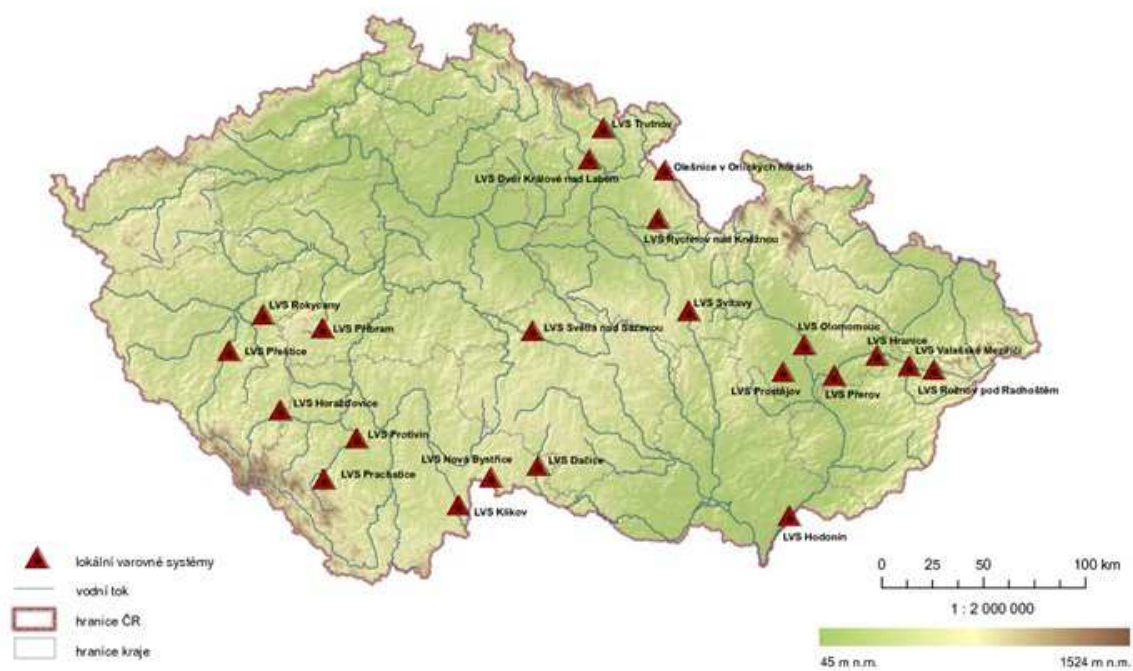 LVS Trutnov
LVS Dvůr Králové nad Labem
Olešnice v Orlických horách
LVS Rychnov nad Kněžnou
LVS Rokycany
LVS Příbram
LVS Přeštice
LVS Světlá nad Sázavou
LVS Svitavy
LVS Olomomouc
LVS Hranice
LVS Valašské Meziříčí
LVS Prostějov
LVS Přerov
LVS Rožnov pod Radhoštěm
LVS Horažďovice
LVS Protivín
LVS Nová Bystřice
LVS Dačice
LVS Prachatice
LVS Klikov
LVS Hodonín
lokální varovné systémy
vodní tok
hranice ČR
hranice kraje
0 25 50 100 km
1 : 2 000 000
45 m n.m. 1524 m n.m.